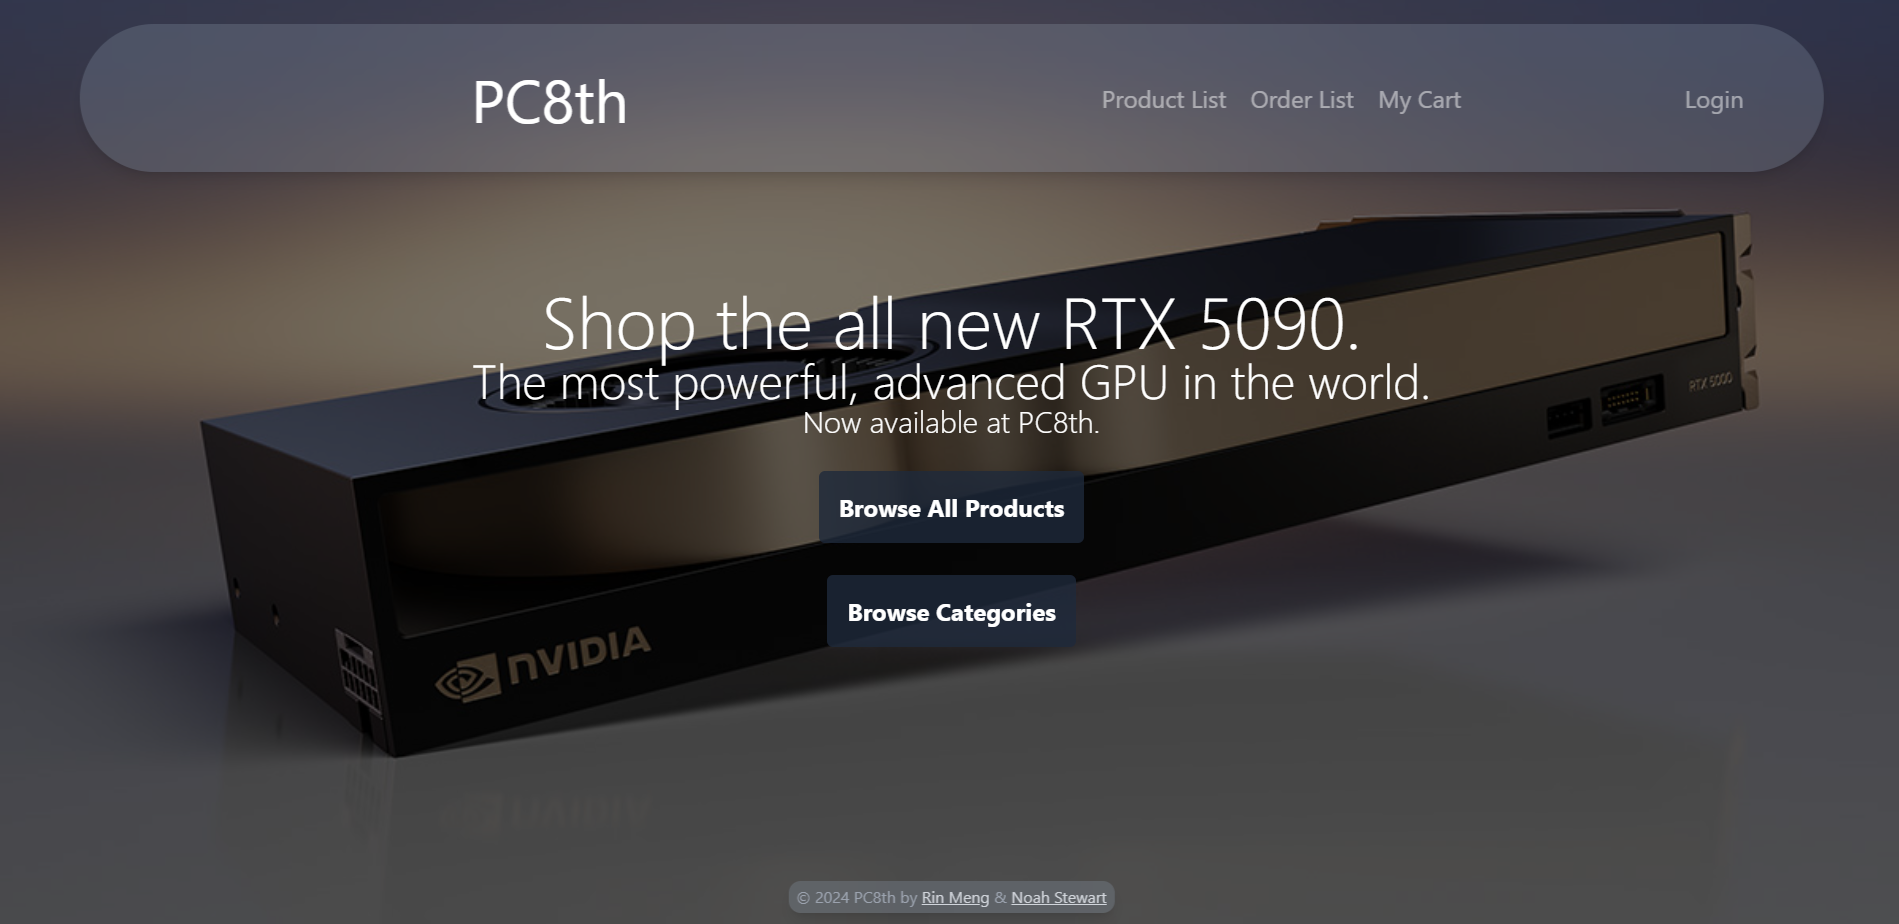 PC8th
Product List Order List My Cart Login
Shop the all new RTX 5090.
The most powerful, advanced GPU in the world.
Now available at PC8th.
RTX 5000
Browse All Products
Browse Categories
NVIDIA
© 2024 PC8th by Rin Meng & Noah Stewart